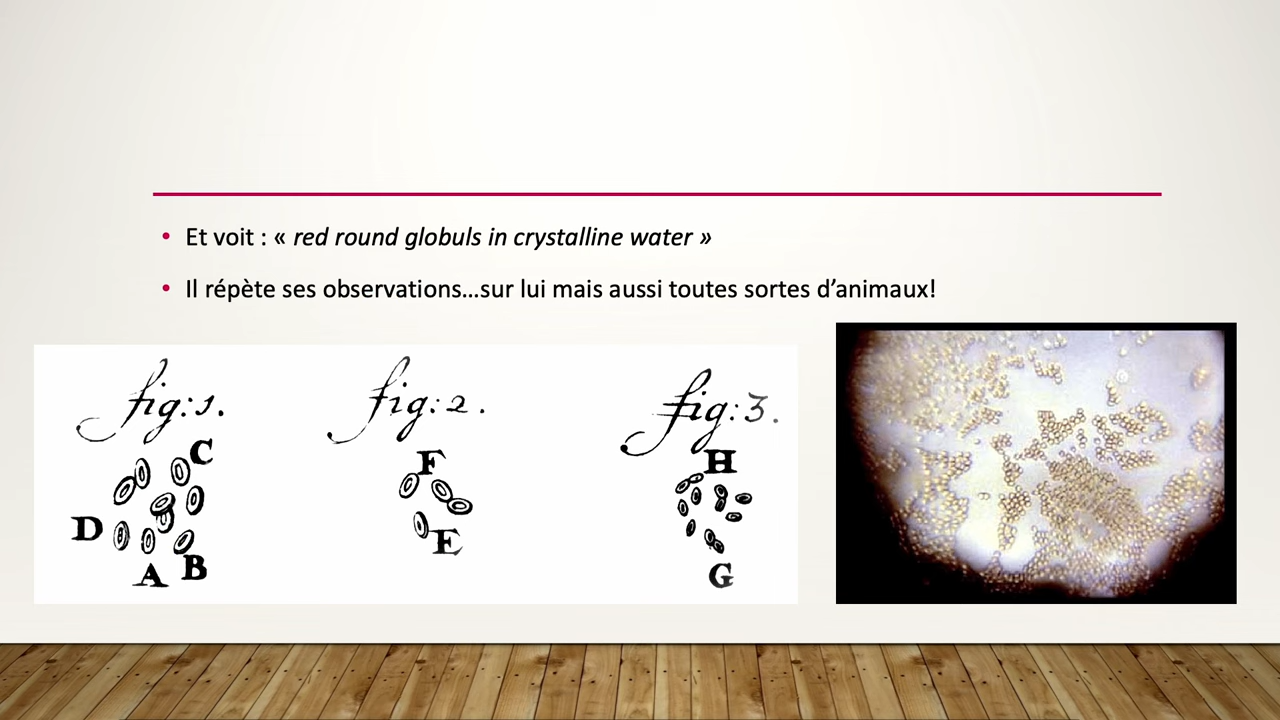 • Et voit : « red round globuls in crystalline water »
• Il répète ses observations...sur lui mais aussi toutes sortes d’animaux!
fig:1. fig:2. fig:3.
C F H
D E
A B G